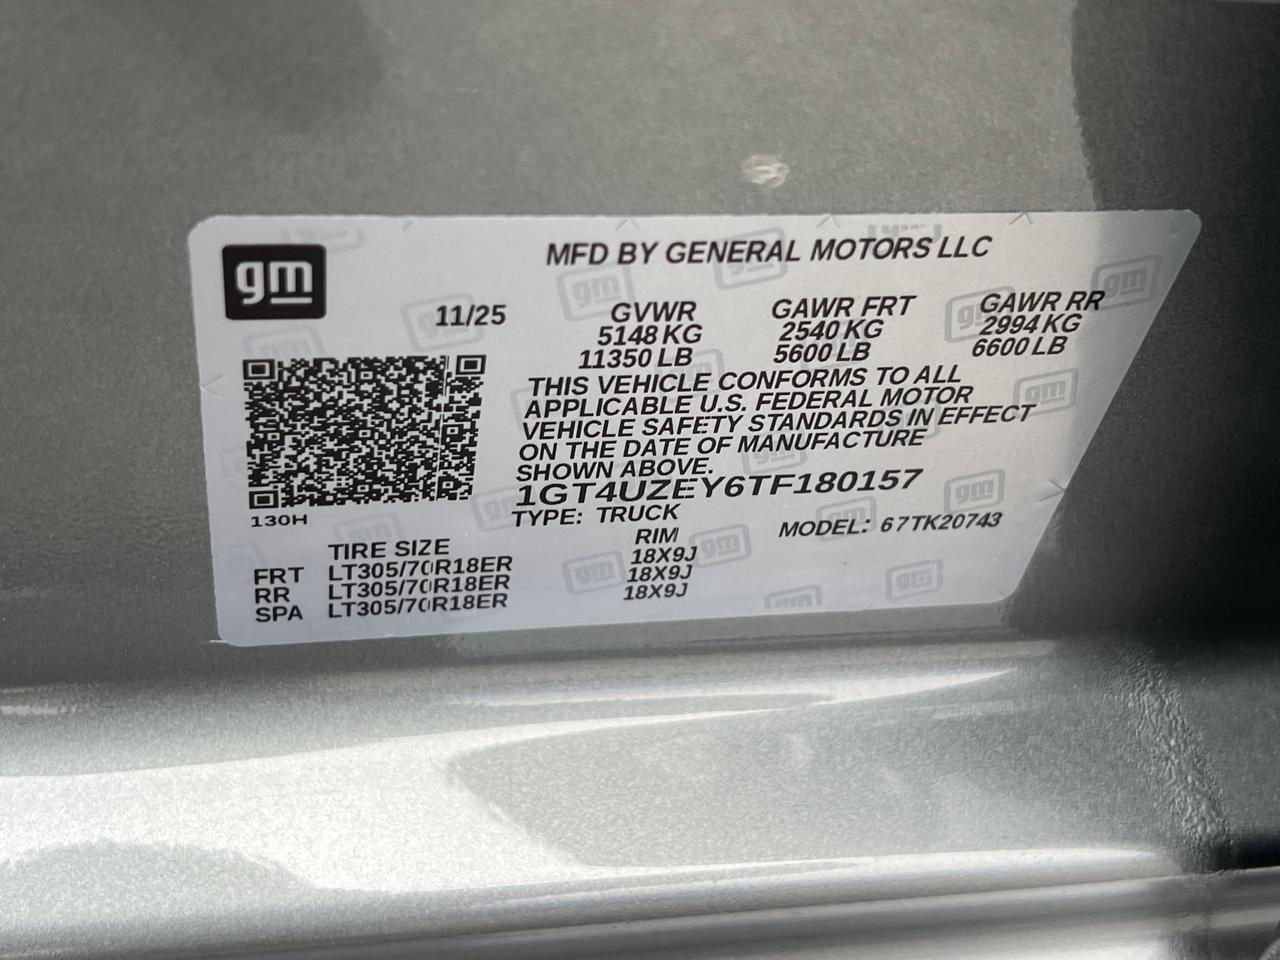 gm
MFD BY GENERAL MOTORS LLC
11/25
GVWR GAWR FRT GAWR RR
5148 KG 2540 KG 2994 KG
11350 LB 5600 LB 6600 LB
THIS VEHICLE CONFORMS TO ALL
APPLICABLE U.S. FEDERAL MOTOR
VEHICLE SAFETY STANDARDS IN EFFECT
ON THE DATE OF MANUFACTURE
SHOWN ABOVE.
1GT4UZEY6TF180157
130H
TYPE: TRUCK MODEL: 67TK20743
TIRE SIZE RIM
FRT LT305/70R18ER 18X9J
RR LT305/70R18ER 18X9J
SPA LT305/70R18ER 18X9J